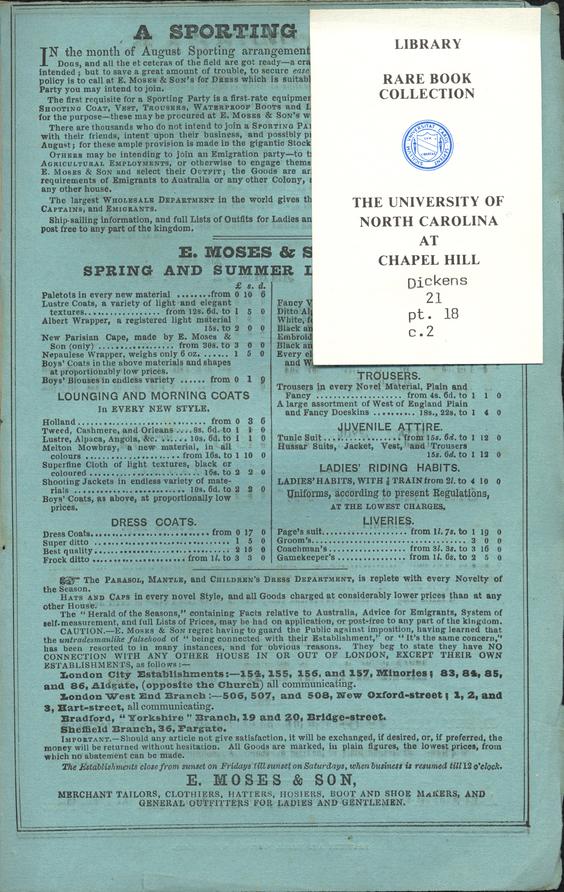 A SPORTING
IN the month of August Sporting arrangement
DOGS, and all the et ceteras of the field are got ready—a cra
intended; but to save a great amount of trouble, to secure ease
policy is to call at E. MOSES & SON'S for DRESS which is suitabl
Party you may intend to join.
The first requisite for a Sporting Party is a first-rate equipmen
SHOOTING COAT, VEST, TROUSERS, WATERPROOF BOOTS and L
for the purpose—these may be procured at E. MOSES & SON'S w
There are thousands who do not intend to join a SPORTING PA
with their friends, intent upon their business, and possibly pr
August; for these ample provision is made in the gigantic Stock
OTHERS may be intending to join an Emigration party—to t
AGRICULTURAL EMPLOYMENTS, or otherwise to engage thems
E. MOSES & SON and select their OUTFIT; the Goods are ar
requirements of Emigrants to Australia or any other Colony, a
any other house.
The largest WHOLESALE DEPARTMENT in the world gives th
CAPTAINS, and EMIGRANTS.
Ship-sailing information, and full Lists of Outfits for Ladies an
post free to any part of the kingdom.
E. MOSES & S
SPRING AND SUMMER L
£ s. d.
Paletots in every new material .......from 0 10 6
Lustre Coats, a variety of light and elegant
textures................from 12s. 6d. to 1 5 0
Albert Wrapper, a registered light material
15s. to 2 0 0
New Parisian Cape, made by E. Moses &
Son (only) ...............from 30s. to 3 0 0
Nepaulese Wrapper, weighs only 6 oz. ...... 1 5 0
Boys' Coats in the above materials and shapes
at proportionably low prices.
Boys' Blouses in endless variety ...... from 0 1 9
LOUNGING AND MORNING COATS
In EVERY NEW STYLE.
Holland ..............................from 0 3 6
Tweed, Cashmere, and Orleans ....8s. 6d. to 1 1 0
Lustre, Alpaca, Angola, &c. ......10s. 6d. to 1 1 0
Melton Mowbray, a new material, in all
colours ...................from 16s. to 1 10 0
Superfine Cloth of light textures, black or
coloured .......................16s. to 2 2 0
Shooting Jackets in endless variety of mate-
rials ......................10s. 6d. to 2 2 0
Boys' Coats, as above, at proportionably low
prices.
DRESS COATS.
Dress Coats..........................from 0 17 0
Super ditto .............................. 1 5 0
Best quality.............................. 2 15 0
Frock ditto ................from 1l. to 3 3 0
Fancy V
Ditto Al
White, f
Black an
Embroid
Black an
Every el
and W
TROUSERS.
Trousers in every Novel Material, Plain and
Fancy ..................from 4s. 6d. to 1 1 0
A large assortment of West of England Plain
and Fancy Doeskins ..........18s., 22s., to 1 4 0
JUVENILE ATTIRE.
Tunic Suit ...............from 15s. 6d. to 1 12 0
Hussar Suits, Jacket, Vest, and Trousers
15s. 6d. to 1 12 0
LADIES' RIDING HABITS.
LADIES' HABITS, WITH ½ TRAIN from 2l. to 4 10 0
Uniforms, according to present Regulations,
AT THE LOWEST CHARGES.
LIVERIES.
Page's suit..............from 1l. 7s. to 1 19 0
Groom's ............................... 3 0 0
Coachman's ..........from 3l. 3s. to 3 16 0
Gamekeeper's ........from 1l. 6s. to 2 5 0
☞ The PARASOL, MANTLE, and CHILDREN'S DRESS DEPARTMENT, is replete with every Novelty of
the Season.
HATS AND CAPS in every novel Style, and all Goods charged at considerably lower prices than at any
other House.
The "Herald of the Seasons," containing Facts relative to Australia, Advice for Emigrants, System of
self-measurement, and full Lists of Prices, may be had on application, or post-free to any part of the kingdom.
CAUTION.—E. MOSES & SON regret having to guard the Public against imposition, having learned that
the untradesmanlike falsehood of "being connected with their Establishment," or "It's the same concern,"
has been resorted to in many instances, and for obvious reasons. They beg to state they have NO
CONNECTION WITH ANY OTHER HOUSE IN OR OUT OF LONDON, EXCEPT THEIR OWN
ESTABLISHMENTS, as follows:—
London City Establishments:—154, 155, 156, and 157, Minories; 83, 84, 85,
and 86, Aldgate, (opposite the Church) all communicating.
London West End Branch:—506, 507, and 508, New Oxford-street; 1, 2, and
3, Hart-street, all communicating.
Bradford, "Yorkshire" Branch, 19 and 20, Bridge-street.
Sheffield Branch, 36, Fargate.
IMPORTANT.—Should any article not give satisfaction, it will be exchanged, if desired, or, if preferred, the
money will be returned without hesitation. All Goods are marked, in plain figures, the lowest prices, from
which no abatement can be made.
The Establishments close from sunset on Fridays till sunset on Saturdays, when business is resumed till 12 o'clock.
E. MOSES & SON,
MERCHANT TAILORS, CLOTHIERS, HATTERS, HOSIERS, BOOT AND SHOE MAKERS, AND
GENERAL OUTFITTERS FOR LADIES AND GENTLEMEN.
LIBRARY
RARE BOOK
COLLECTION
THE UNIVERSITY OF
NORTH CAROLINA
AT
CHAPEL HILL
Dickens
21
pt. 18
c.2